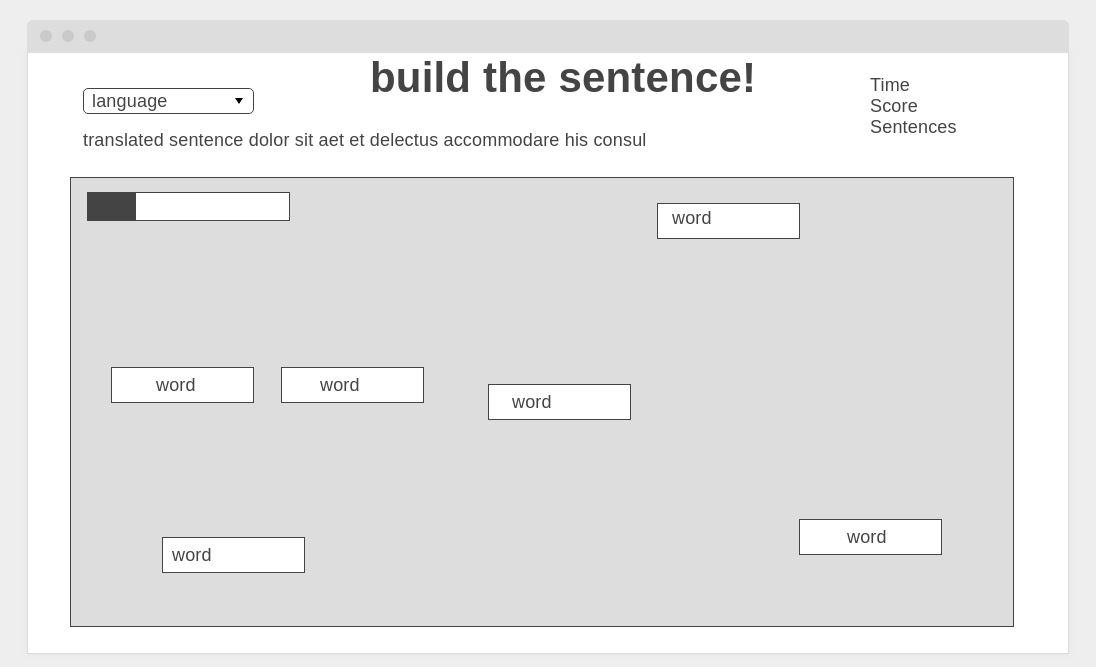 build the sentence!
language
Time
Score
Sentences
translated sentence dolor sit aet et delectus accommodare his consul
word
word
word
word
word
word